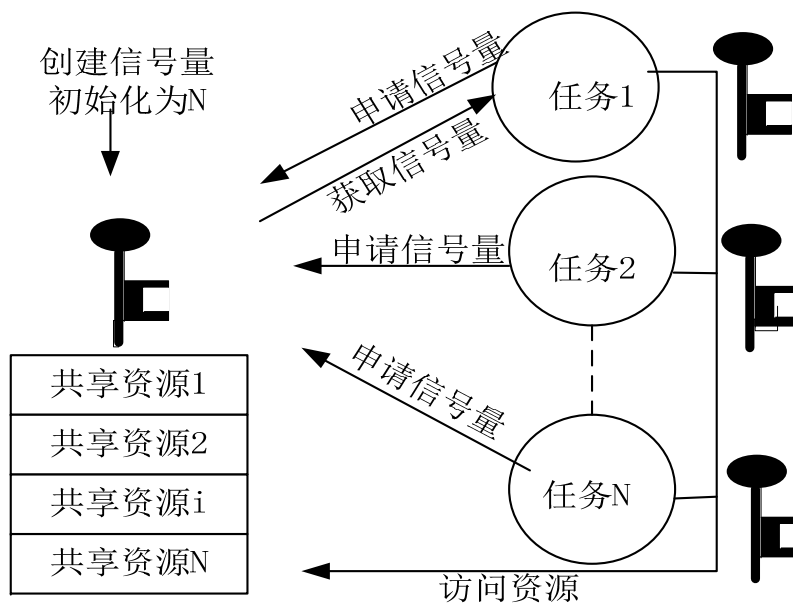 创建信号量
初始化为N
申请信号量
任务1
获取信号量
申请信号量
任务2
申请信号量
任务N
共享资源1
共享资源2
共享资源i
共享资源N
访问资源